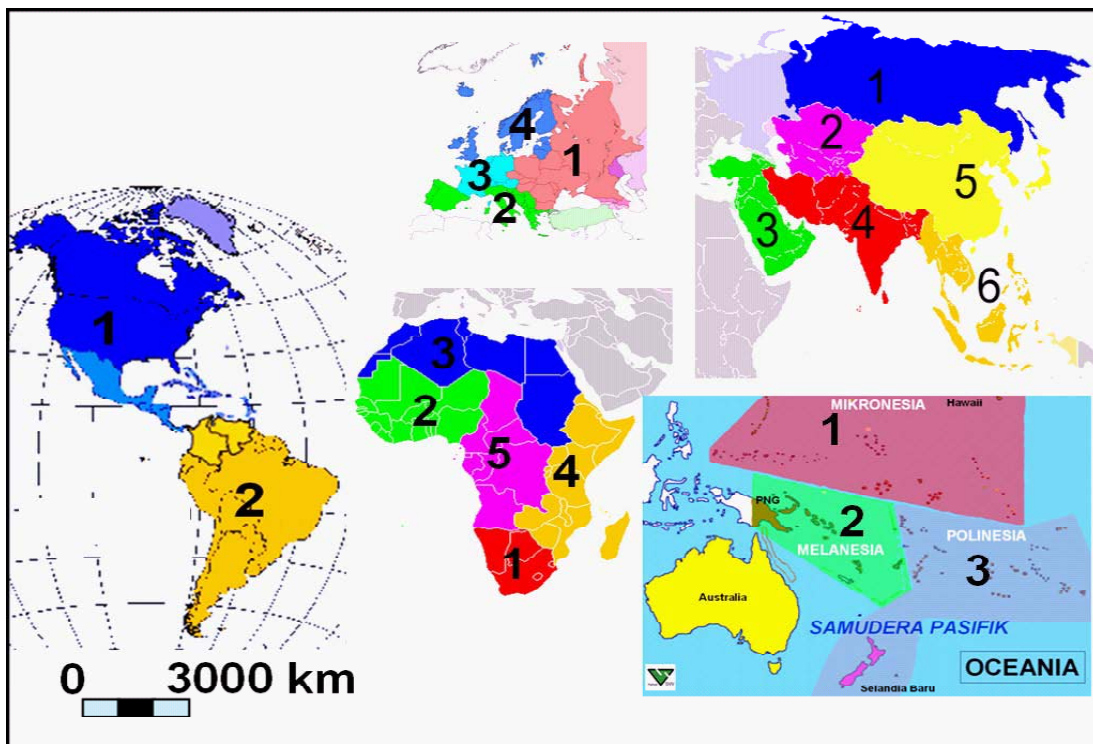 1
2
0 3000 km
4
3
1
2
3
2
5
4
1
1
2
5
3
4
6
MIKRONESIA
Hawaii
1
PNG
2
MELANESIA
POLINESIA
3
Australia
SAMUDERA PASIFIK
OCEANIA
Selandia Baru